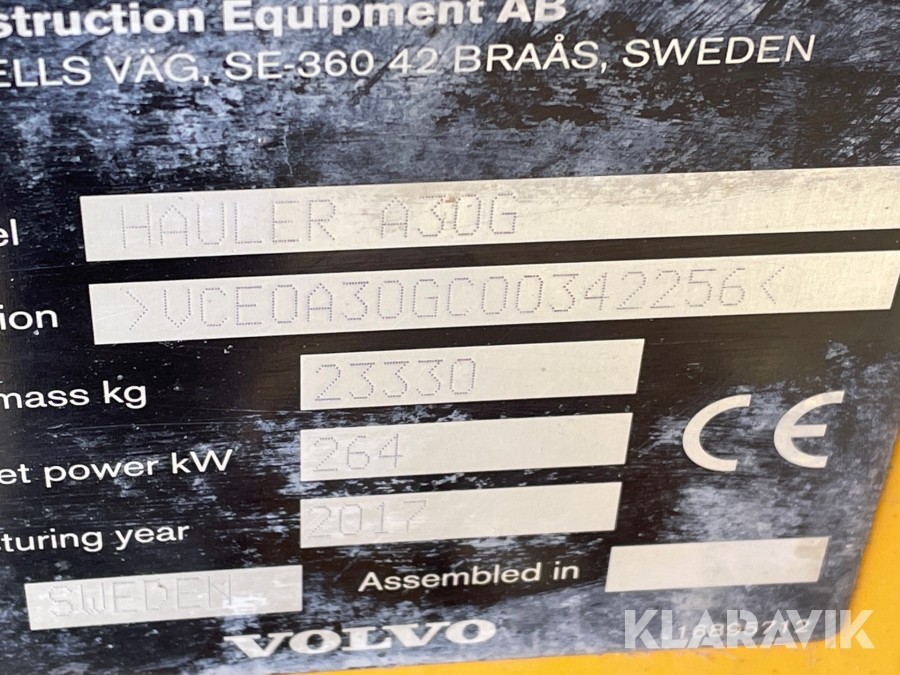 struction Equipment AB
ELLS VÄG, SE-360 42 BRAÅS, SWEDEN
el HAULER A30G
ion >VCE0A30GC00342256<
mass kg 23330
et power kW 264
turing year 2017
SWEDEN Assembled in
VOLVO
KLARAVIK